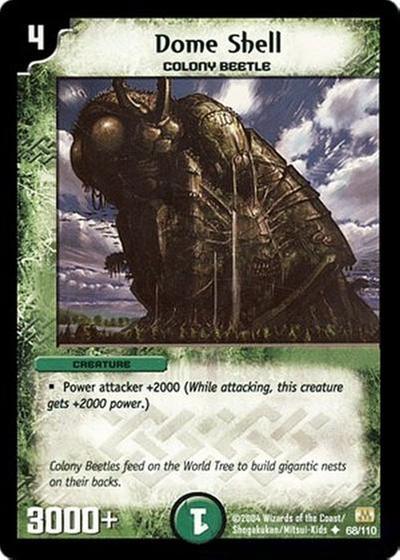 4
Dome Shell
COLONY BEETLE
CREATURE
▪ Power attacker +2000 (While attacking, this creature
gets +2000 power.)
Colony Beetles feed on the World Tree to build gigantic nests
on their backs.
3000+
1
©2004 Wizards of the Coast/
Shogakukan/Mitsui-Kids ♦ 68/110